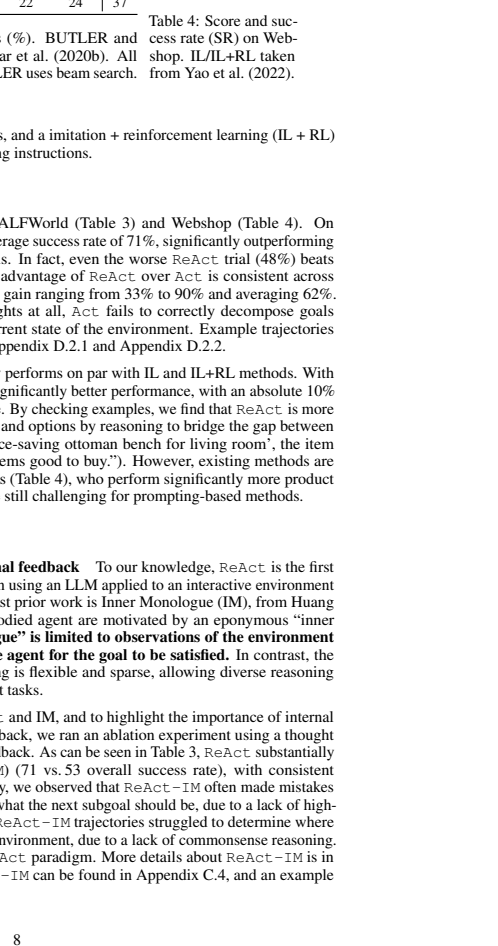 22 24 | 37
s (%). BUTLER and
ar et al. (2020b). All
LER uses beam search.
Table 4: Score and suc-
cess rate (SR) on Web-
shop. IL/IL+RL taken
from Yao et al. (2022).
s, and a imitation + reinforcement learning (IL + RL)
ng instructions.
ALFWorld (Table 3) and Webshop (Table 4). On
erage success rate of 71%, significantly outperforming
s. In fact, even the worse ReAct trial (48%) beats
advantage of ReAct over Act is consistent across
gain ranging from 33% to 90% and averaging 62%.
ghts at all, Act fails to correctly decompose goals
rrent state of the environment. Example trajectories
ppendix D.2.1 and Appendix D.2.2.
performs on par with IL and IL+RL methods. With
gnificantly better performance, with an absolute 10%
e. By checking examples, we find that ReAct is more
and options by reasoning to bridge the gap between
ce-saving ottoman bench for living room’, the item
ems good to buy.”). However, existing methods are
s (Table 4), who perform significantly more product
still challenging for prompting-based methods.
nal feedback To our knowledge, ReAct is the first
n using an LLM applied to an interactive environment
st prior work is Inner Monologue (IM), from Huang
odied agent are motivated by an eponymous “inner
gue” is limited to observations of the environment
e agent for the goal to be satisfied. In contrast, the
ng is flexible and sparse, allowing diverse reasoning
t tasks.
t and IM, and to highlight the importance of internal
back, we ran an ablation experiment using a thought
dback. As can be seen in Table 3, ReAct substantially
M) (71 vs. 53 overall success rate), with consistent
y, we observed that ReAct-IM often made mistakes
what the next subgoal should be, due to a lack of high-
ReAct-IM trajectories struggled to determine where
nvironment, due to a lack of commonsense reasoning.
Act paradigm. More details about ReAct-IM is in
-IM can be found in Appendix C.4, and an example
8